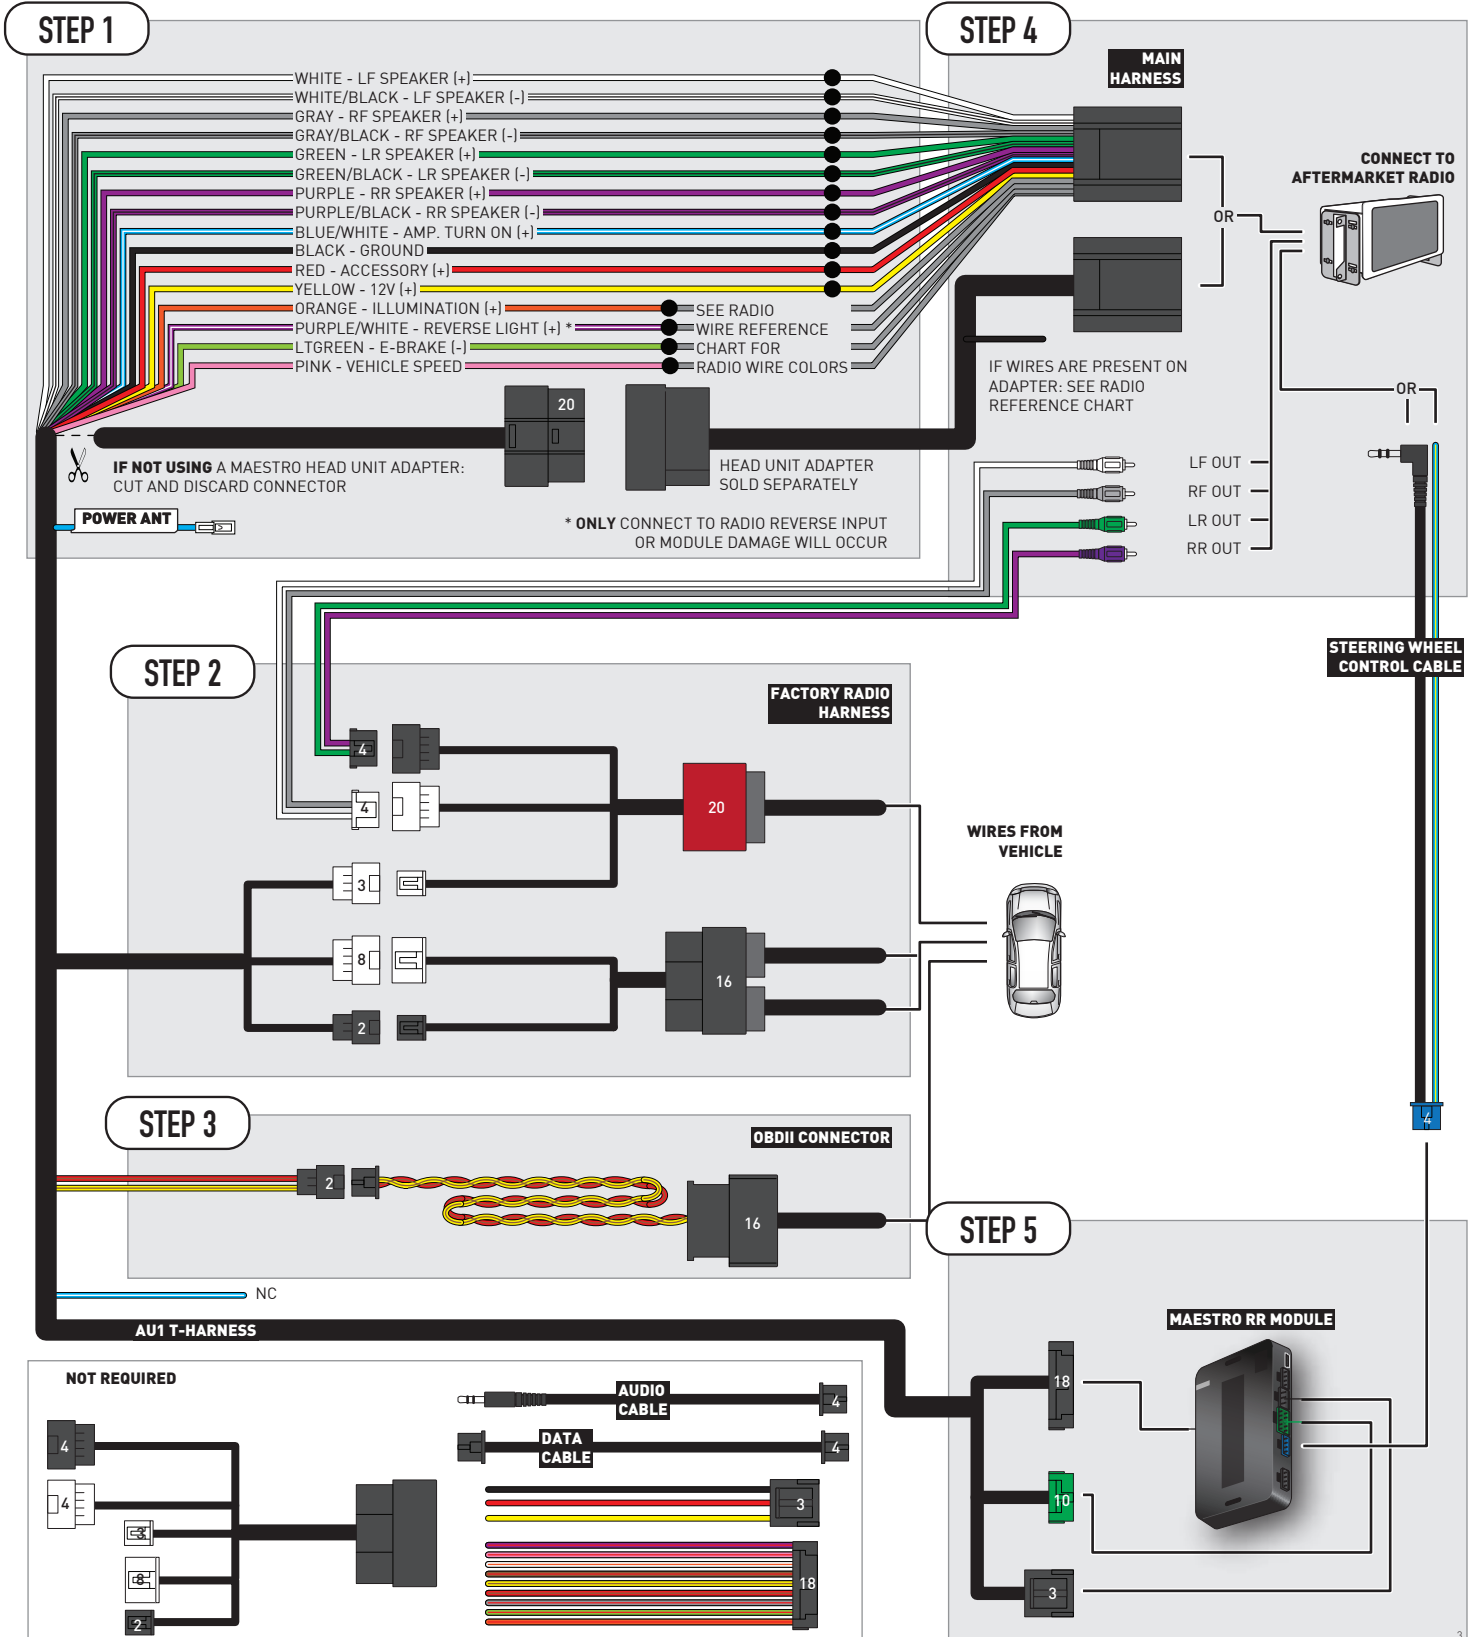 STEP 1
WHITE - LF SPEAKER (+)
WHITE/BLACK - LF SPEAKER (-)
GRAY - RF SPEAKER (+)
GRAY/BLACK - RF SPEAKER (-)
GREEN - LR SPEAKER (+)
GREEN/BLACK - LR SPEAKER (-)
PURPLE - RR SPEAKER (+)
PURPLE/BLACK - RR SPEAKER (-)
BLUE/WHITE - AMP. TURN ON (+)
BLACK - GROUND
RED - ACCESSORY (+)
YELLOW - 12V (+)
ORANGE - ILLUMINATION (+)
PURPLE/WHITE - REVERSE LIGHT (+) *
LTGREEN - E-BRAKE (-)
PINK - VEHICLE SPEED
SEE RADIO
WIRE REFERENCE
CHART FOR
RADIO WIRE COLORS
20
IF NOT USING A MAESTRO HEAD UNIT ADAPTER:
CUT AND DISCARD CONNECTOR
HEAD UNIT ADAPTER
SOLD SEPARATELY
POWER ANT
* ONLY CONNECT TO RADIO REVERSE INPUT
OR MODULE DAMAGE WILL OCCUR
STEP 4
MAIN
HARNESS
CONNECT TO
AFTERMARKET RADIO
OR
IF WIRES ARE PRESENT ON
ADAPTER: SEE RADIO
REFERENCE CHART
OR
LF OUT
RF OUT
LR OUT
RR OUT
STEERING WHEEL
CONTROL CABLE
4
STEP 2
FACTORY RADIO
HARNESS
4
4
20
3
8
16
2
WIRES FROM
VEHICLE
STEP 3
OBDII CONNECTOR
2
16
NC
AU1 T-HARNESS
STEP 5
MAESTRO RR MODULE
18
10
3
NOT REQUIRED
4
4
3
8
2
AUDIO
CABLE
4
DATA
CABLE
4
3
18
3